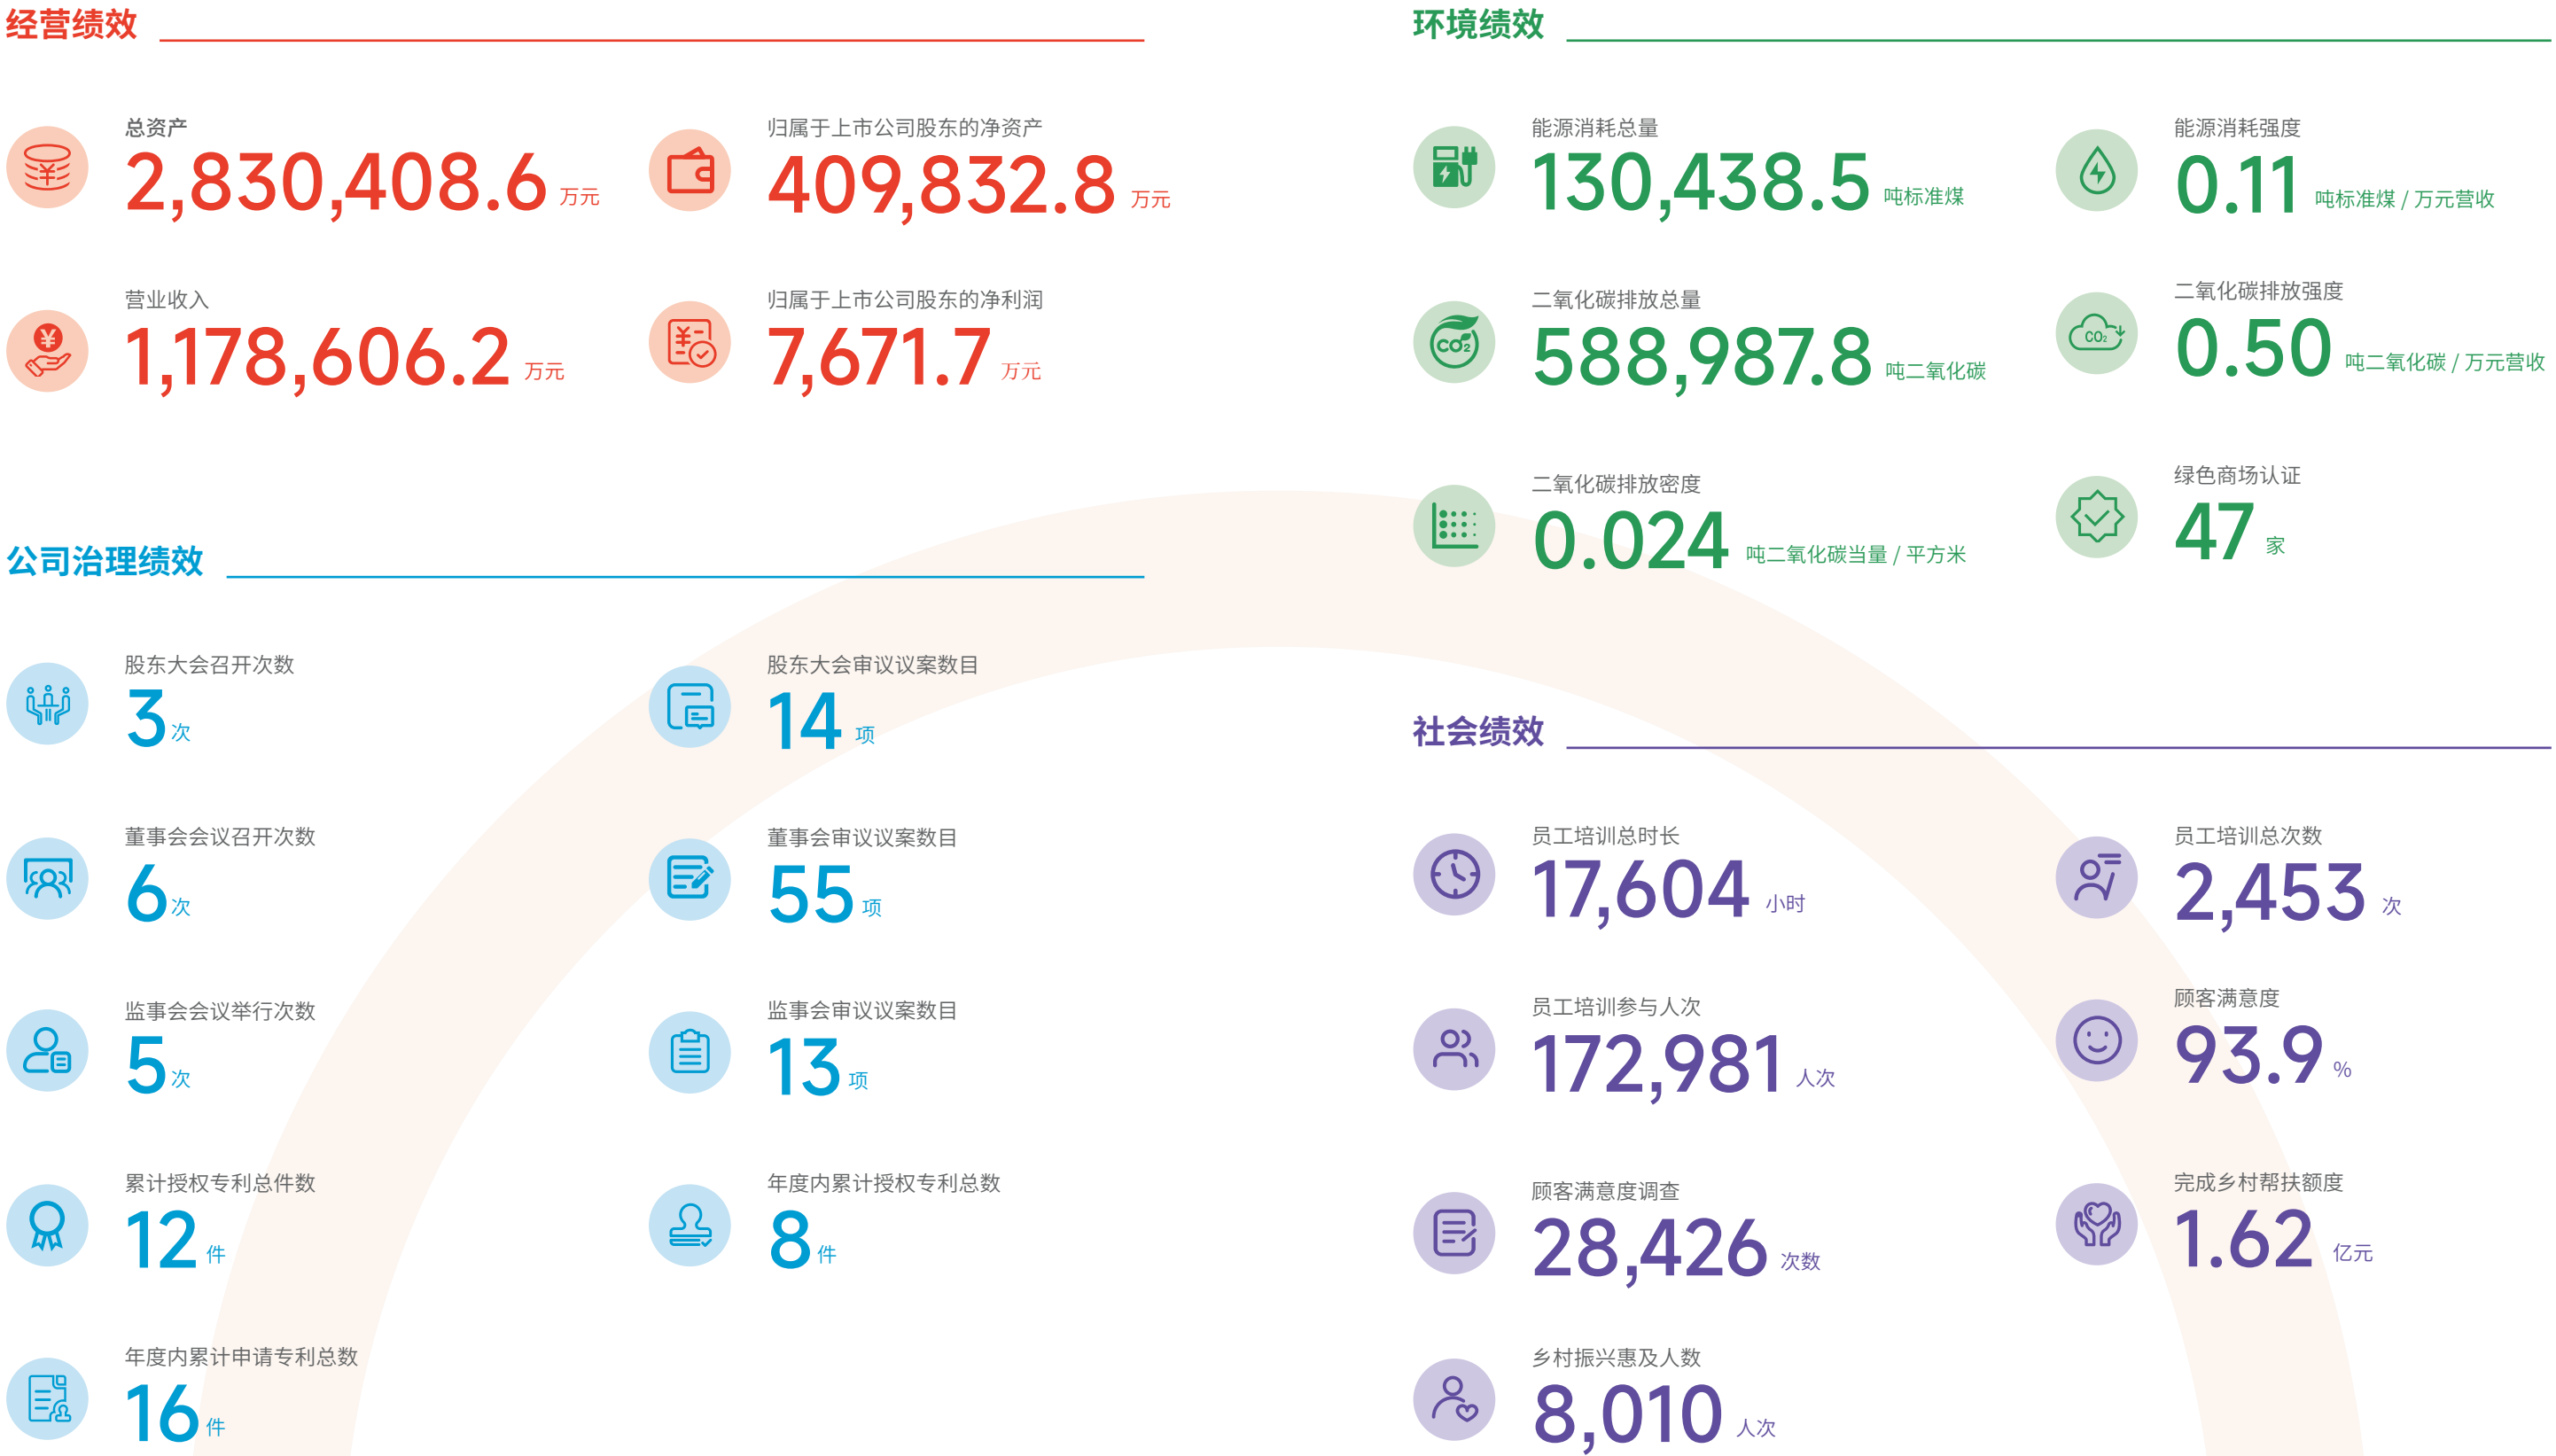 经营绩效
总资产
2,830,408.6 万元
归属于上市公司股东的净资产
409,832.8 万元
营业收入
1,178,606.2 万元
归属于上市公司股东的净利润
7,671.7 万元
公司治理绩效
股东大会召开次数
3 次
股东大会审议议案数目
14 项
董事会会议召开次数
6 次
董事会审议议案数目
55 项
监事会会议举行次数
5 次
监事会审议议案数目
13 项
累计授权专利总件数
12 件
年度内累计授权专利总数
8 件
年度内累计申请专利总数
16 件
环境绩效
能源消耗总量
130,438.5 吨标准煤
能源消耗强度
0.11 吨标准煤 / 万元营收
二氧化碳排放总量
CO2
588,987.8 吨二氧化碳
二氧化碳排放强度
CO2
0.50 吨二氧化碳 / 万元营收
二氧化碳排放密度
0.024 吨二氧化碳当量 / 平方米
绿色商场认证
47 家
社会绩效
员工培训总时长
17,604 小时
员工培训总次数
2,453 次
员工培训参与人次
172,981 人次
顾客满意度
93.9 %
顾客满意度调查
28,426 次数
完成乡村帮扶额度
1.62 亿元
乡村振兴惠及人数
8,010 人次